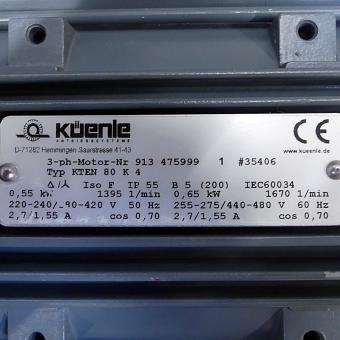 KÜENLE
ANTRIEBSSYSTEME
D-71282 Hemmingen Saarstrasse 41-43
CE
www.kueenle.de
3-ph-Motor-Nr 913 475999 1 #35406
Typ KTEN 80 K 4
Δ/⅄ Iso F IP 55 B 5 (200) IEC60034
0,55 kW 1395 1/min 0,65 kW 1670 1/min
220-240/ 90-420 V 50 Hz 255-275/440-480 V 60 Hz
2,7/1,55 A cos 0,70 2,7/1,55 A cos 0,70